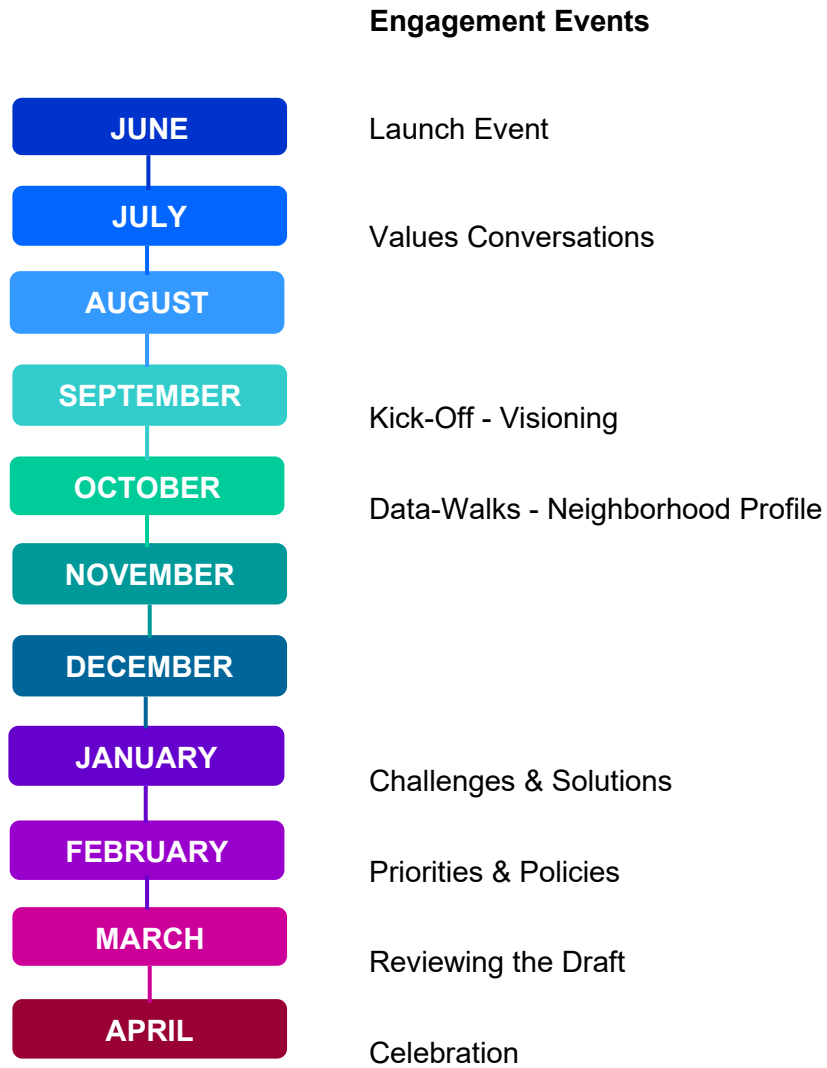 Engagement Events
JUNE
Launch Event
JULY
Values Conversations
AUGUST
SEPTEMBER
Kick-Off - Visioning
OCTOBER
Data-Walks - Neighborhood Profile
NOVEMBER
DECEMBER
JANUARY
Challenges & Solutions
FEBRUARY
Priorities & Policies
MARCH
Reviewing the Draft
APRIL
Celebration